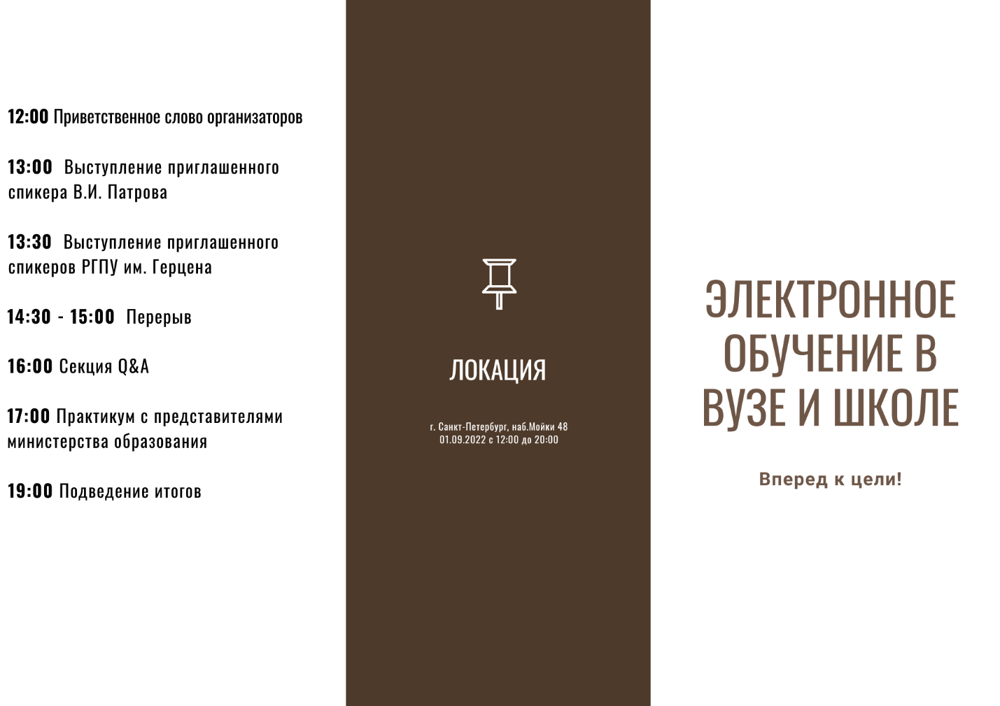 12:00 Приветственное слово организаторов
13:00 Выступление приглашенного
спикера В.И. Патрова
13:30 Выступление приглашенного
спикеров РГПУ им. Герцена
14:30 - 15:00 Перерыв
16:00 Секция Q&A
17:00 Практикум с представителями
министерства образования
19:00 Подведение итогов
ЛОКАЦИЯ
г. Санкт-Петербург, наб.Мойки 48
01.09.2022 с 12:00 до 20:00
ЭЛЕКТРОННОЕ
ОБУЧЕНИЕ В
ВУЗЕ И ШКОЛЕ
Вперед к цели!